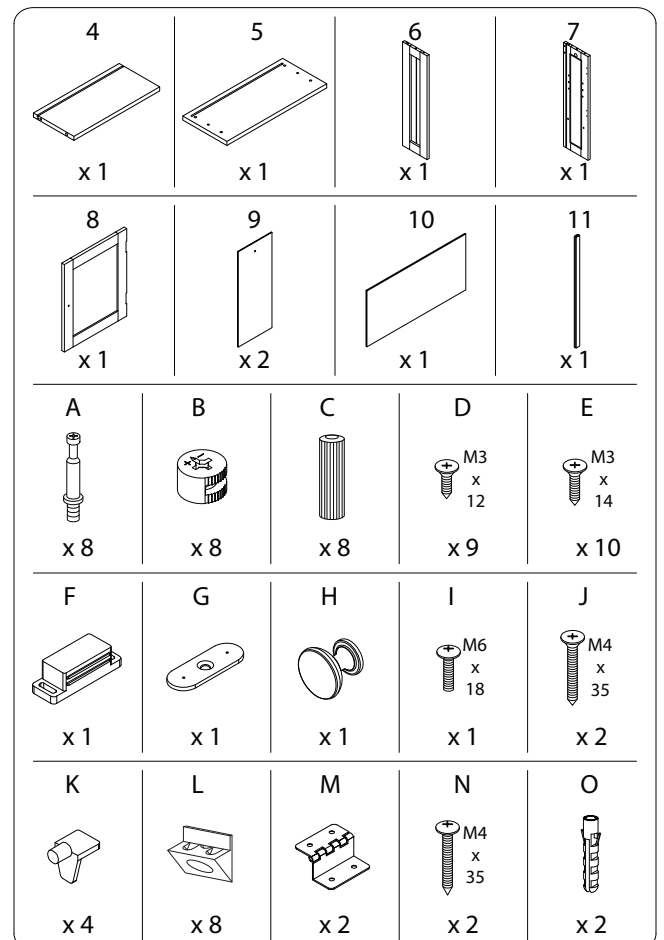 4 5 6 7
x 1 x 1 x 1 x 1
8 9 10 11
x 1 x 2 x 1 x 1
A B C D E
M3 M3
x x
12 14
x 8 x 8 x 8 x 9 x 10
F G H I J
M6 M4
x x
18 35
x 1 x 1 x 1 x 1 x 2
K L M N O
M4
x
35
x 4 x 8 x 2 x 2 x 2